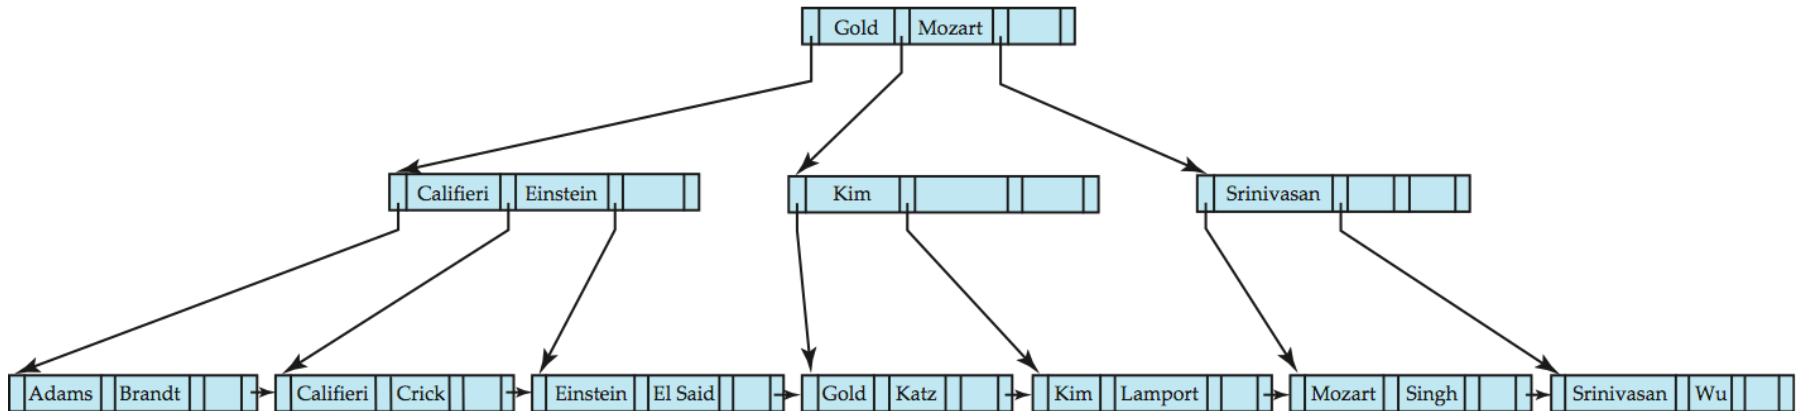 Gold Mozart
Califieri Einstein
Kim
Srinivasan
Adams Brandt
Califieri Crick
Einstein El Said
Gold Katz
Kim Lamport
Mozart Singh
Srinivasan Wu